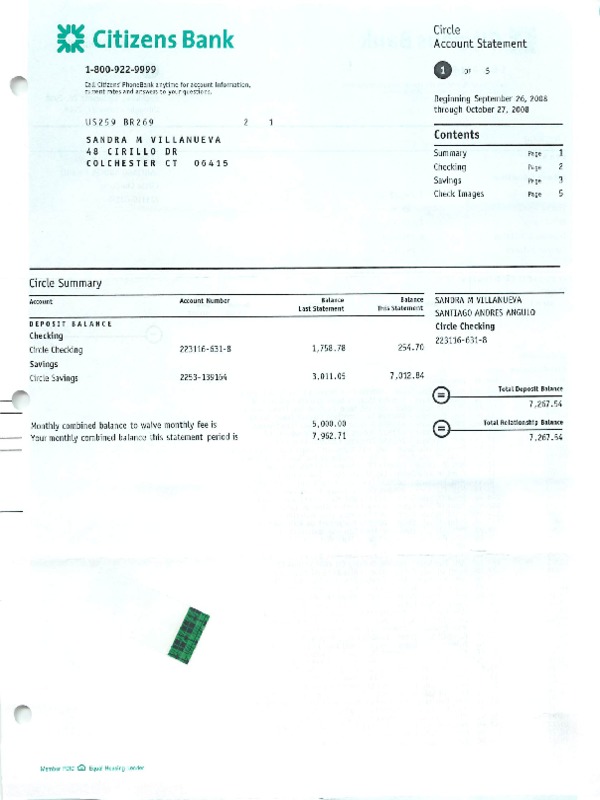 Citizens Bank
1-800-922-9999
Call Citizens' PhoneBank anytime for account information,
current rates and answers to your questions.
US259 BR269 2 1
SANDRA M VILLANUEVA
48 CIRILLO DR
COLCHESTER CT 06415
Circle
Account Statement
1 OF 5
Beginning September 26, 2008
through October 27, 2008
Contents
Summary Page 1
Checking Page 2
Savings Page 3
Check Images Page 5
Circle Summary
Account Account Number Balance Last Statement Balance This Statement
DEPOSIT BALANCE
Checking
Circle Checking 223116-631-8 1,758.78 254.70
Savings
Circle Savings 2253-139164 3,011.05 7,012.84
Monthly combined balance to waive monthly fee is 5,000.00
Your monthly combined balance this statement period is 7,962.71
SANDRA M VILLANUEVA
SANTIAGO ANDRES ANGULO
Circle Checking
223116-631-8
= Total Deposit Balance
7,267.54
= Total Relationship Balance
7,267.54
Member FDIC Equal Housing Lender